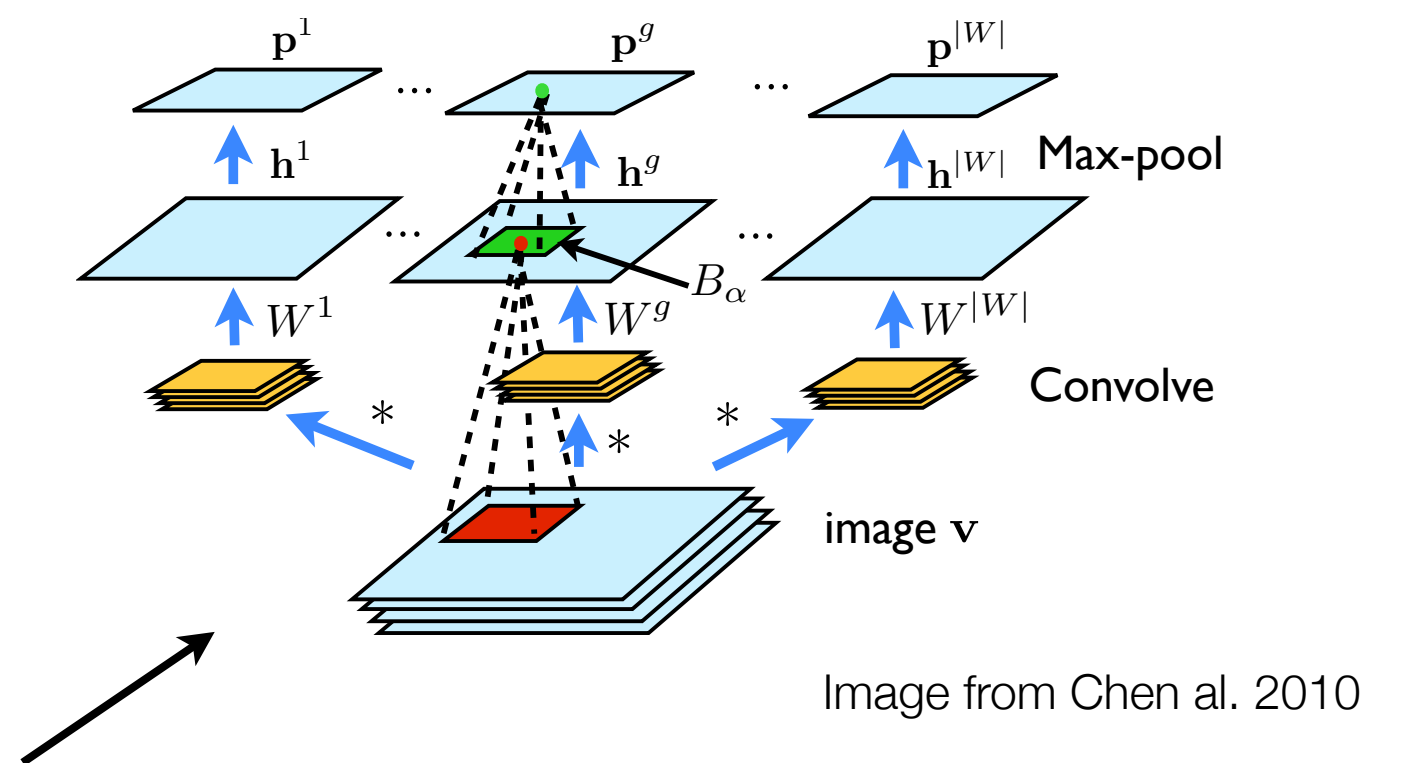 p^1 p^g p^{|W|}
... ...
h^1 h^g h^{|W|} Max-pool
... ...
B_α
W^1 W^g W^{|W|}
Convolve
* * *
image v
Image from Chen al. 2010